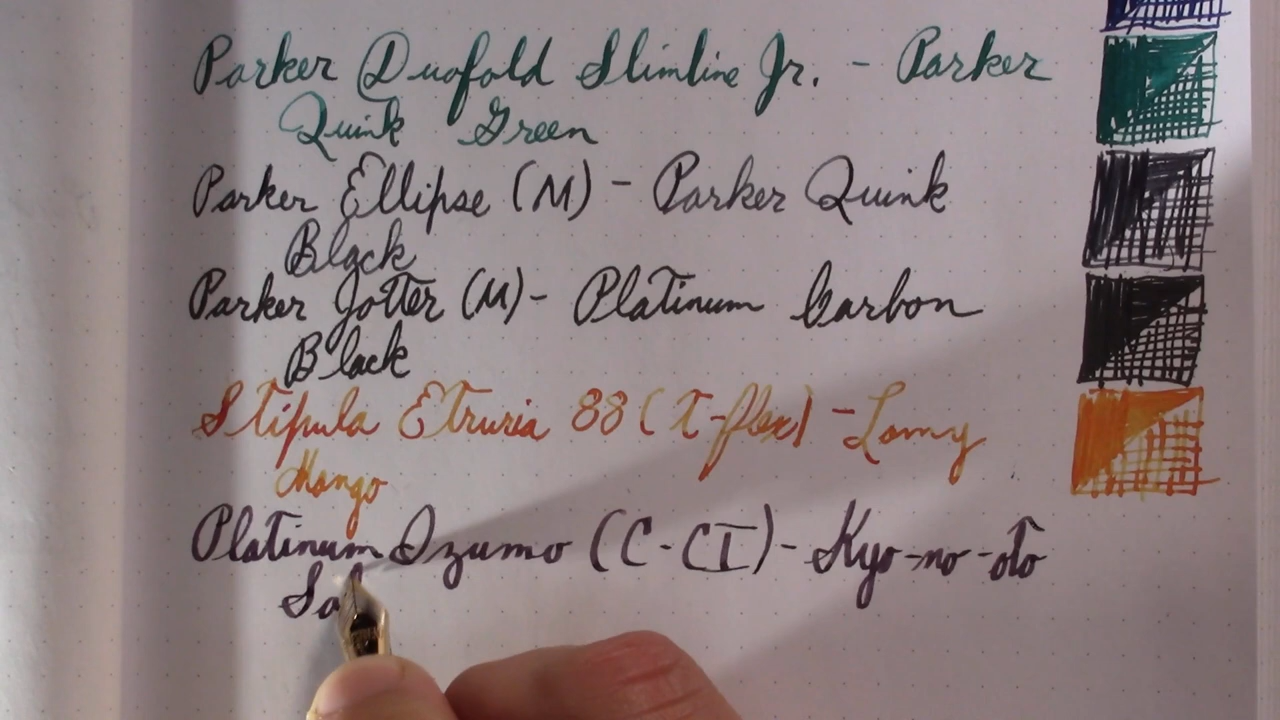 Parker Duofold Slimline Jr. - Parker
Quink Green
Parker Ellipse (M) - Parker Quink
Black
Parker Jotter (M) - Platinum Carbon
Black
Stipula Etruria 88 (T-flex) - Lamy
Mango
Platinum Izumo (C-CI) - Kyo-no-oto